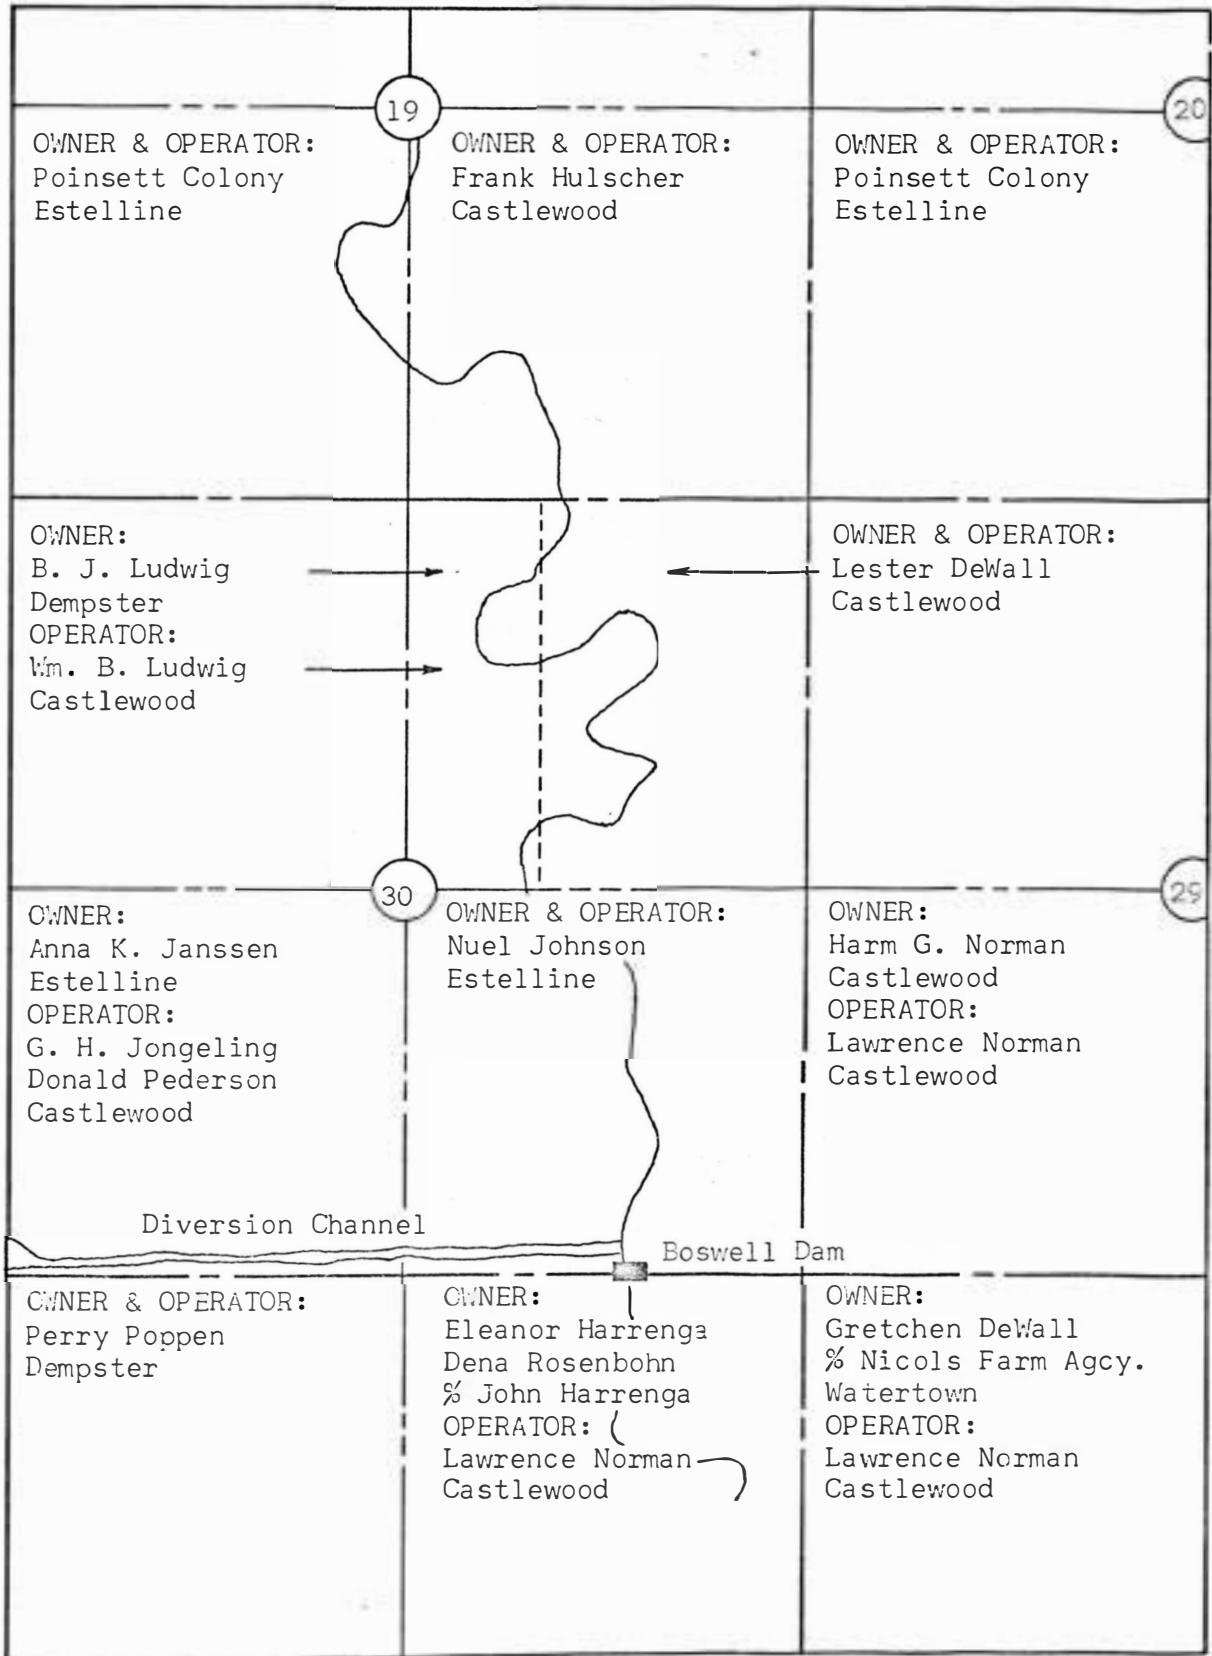 19
20
OWNER & OPERATOR:
Poinsett Colony
Estelline
OWNER & OPERATOR:
Frank Hulscher
Castlewood
OWNER & OPERATOR:
Poinsett Colony
Estelline
OWNER:
B. J. Ludwig
Dempster
OPERATOR:
Wm. B. Ludwig
Castlewood
OWNER & OPERATOR:
Lester DeWall
Castlewood
30
29
OWNER:
Anna K. Janssen
Estelline
OPERATOR:
G. H. Jongeling
Donald Pederson
Castlewood
OWNER & OPERATOR:
Nuel Johnson
Estelline
OWNER:
Harm G. Norman
Castlewood
OPERATOR:
Lawrence Norman
Castlewood
Diversion Channel
Boswell Dam
OWNER & OPERATOR:
Perry Poppen
Dempster
OWNER:
Eleanor Harrenga
Dena Rosenbohn
% John Harrenga
OPERATOR:
Lawrence Norman
Castlewood
OWNER:
Gretchen DeWall
% Nicols Farm Agcy.
Watertown
OPERATOR:
Lawrence Norman
Castlewood